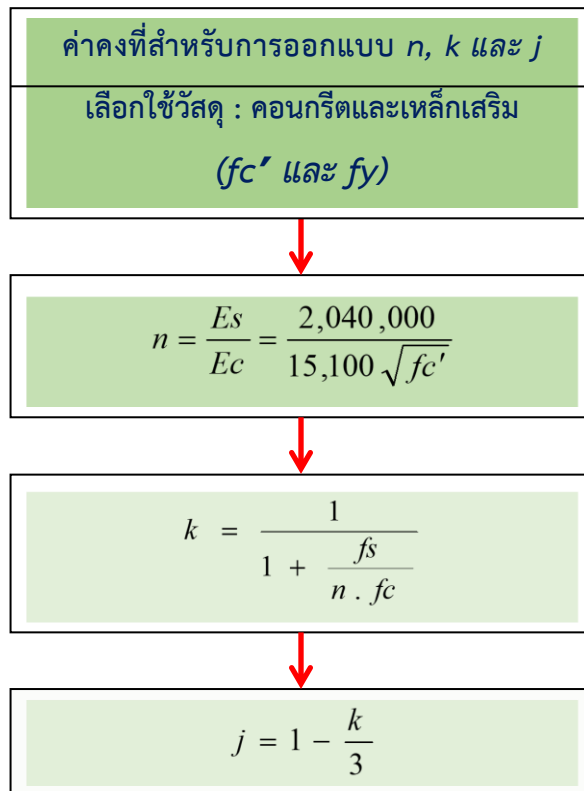 ค่าคงที่สำหรับการออกแบบ n, k และ j
เลือกใช้วัสดุ : คอนกรีตและเหล็กเสริม
(fc′ และ fy)
n = Es/Ec = 2,040,000/15,100√fc′
k = 1/(1 + fs/(n . fc))
j = 1 − k/3